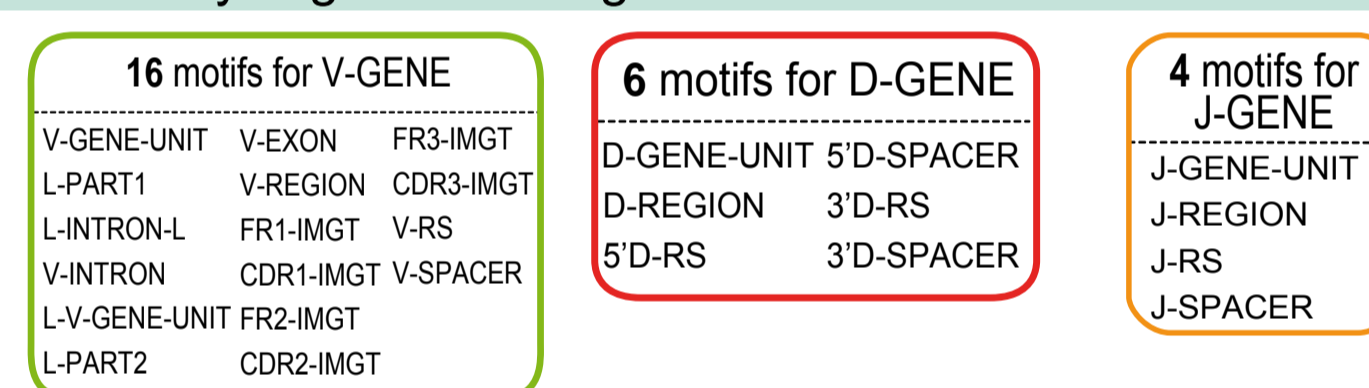 16 motifs for V-GENE
V-GENE-UNIT V-EXON FR3-IMGT
L-PART1 V-REGION CDR3-IMGT
L-INTRON-L FR1-IMGT V-RS
V-INTRON CDR1-IMGT V-SPACER
L-V-GENE-UNIT FR2-IMGT
L-PART2 CDR2-IMGT
6 motifs for D-GENE
D-GENE-UNIT 5’D-SPACER
D-REGION 3’D-RS
5’D-RS 3’D-SPACER
4 motifs for
J-GENE
J-GENE-UNIT
J-REGION
J-RS
J-SPACER